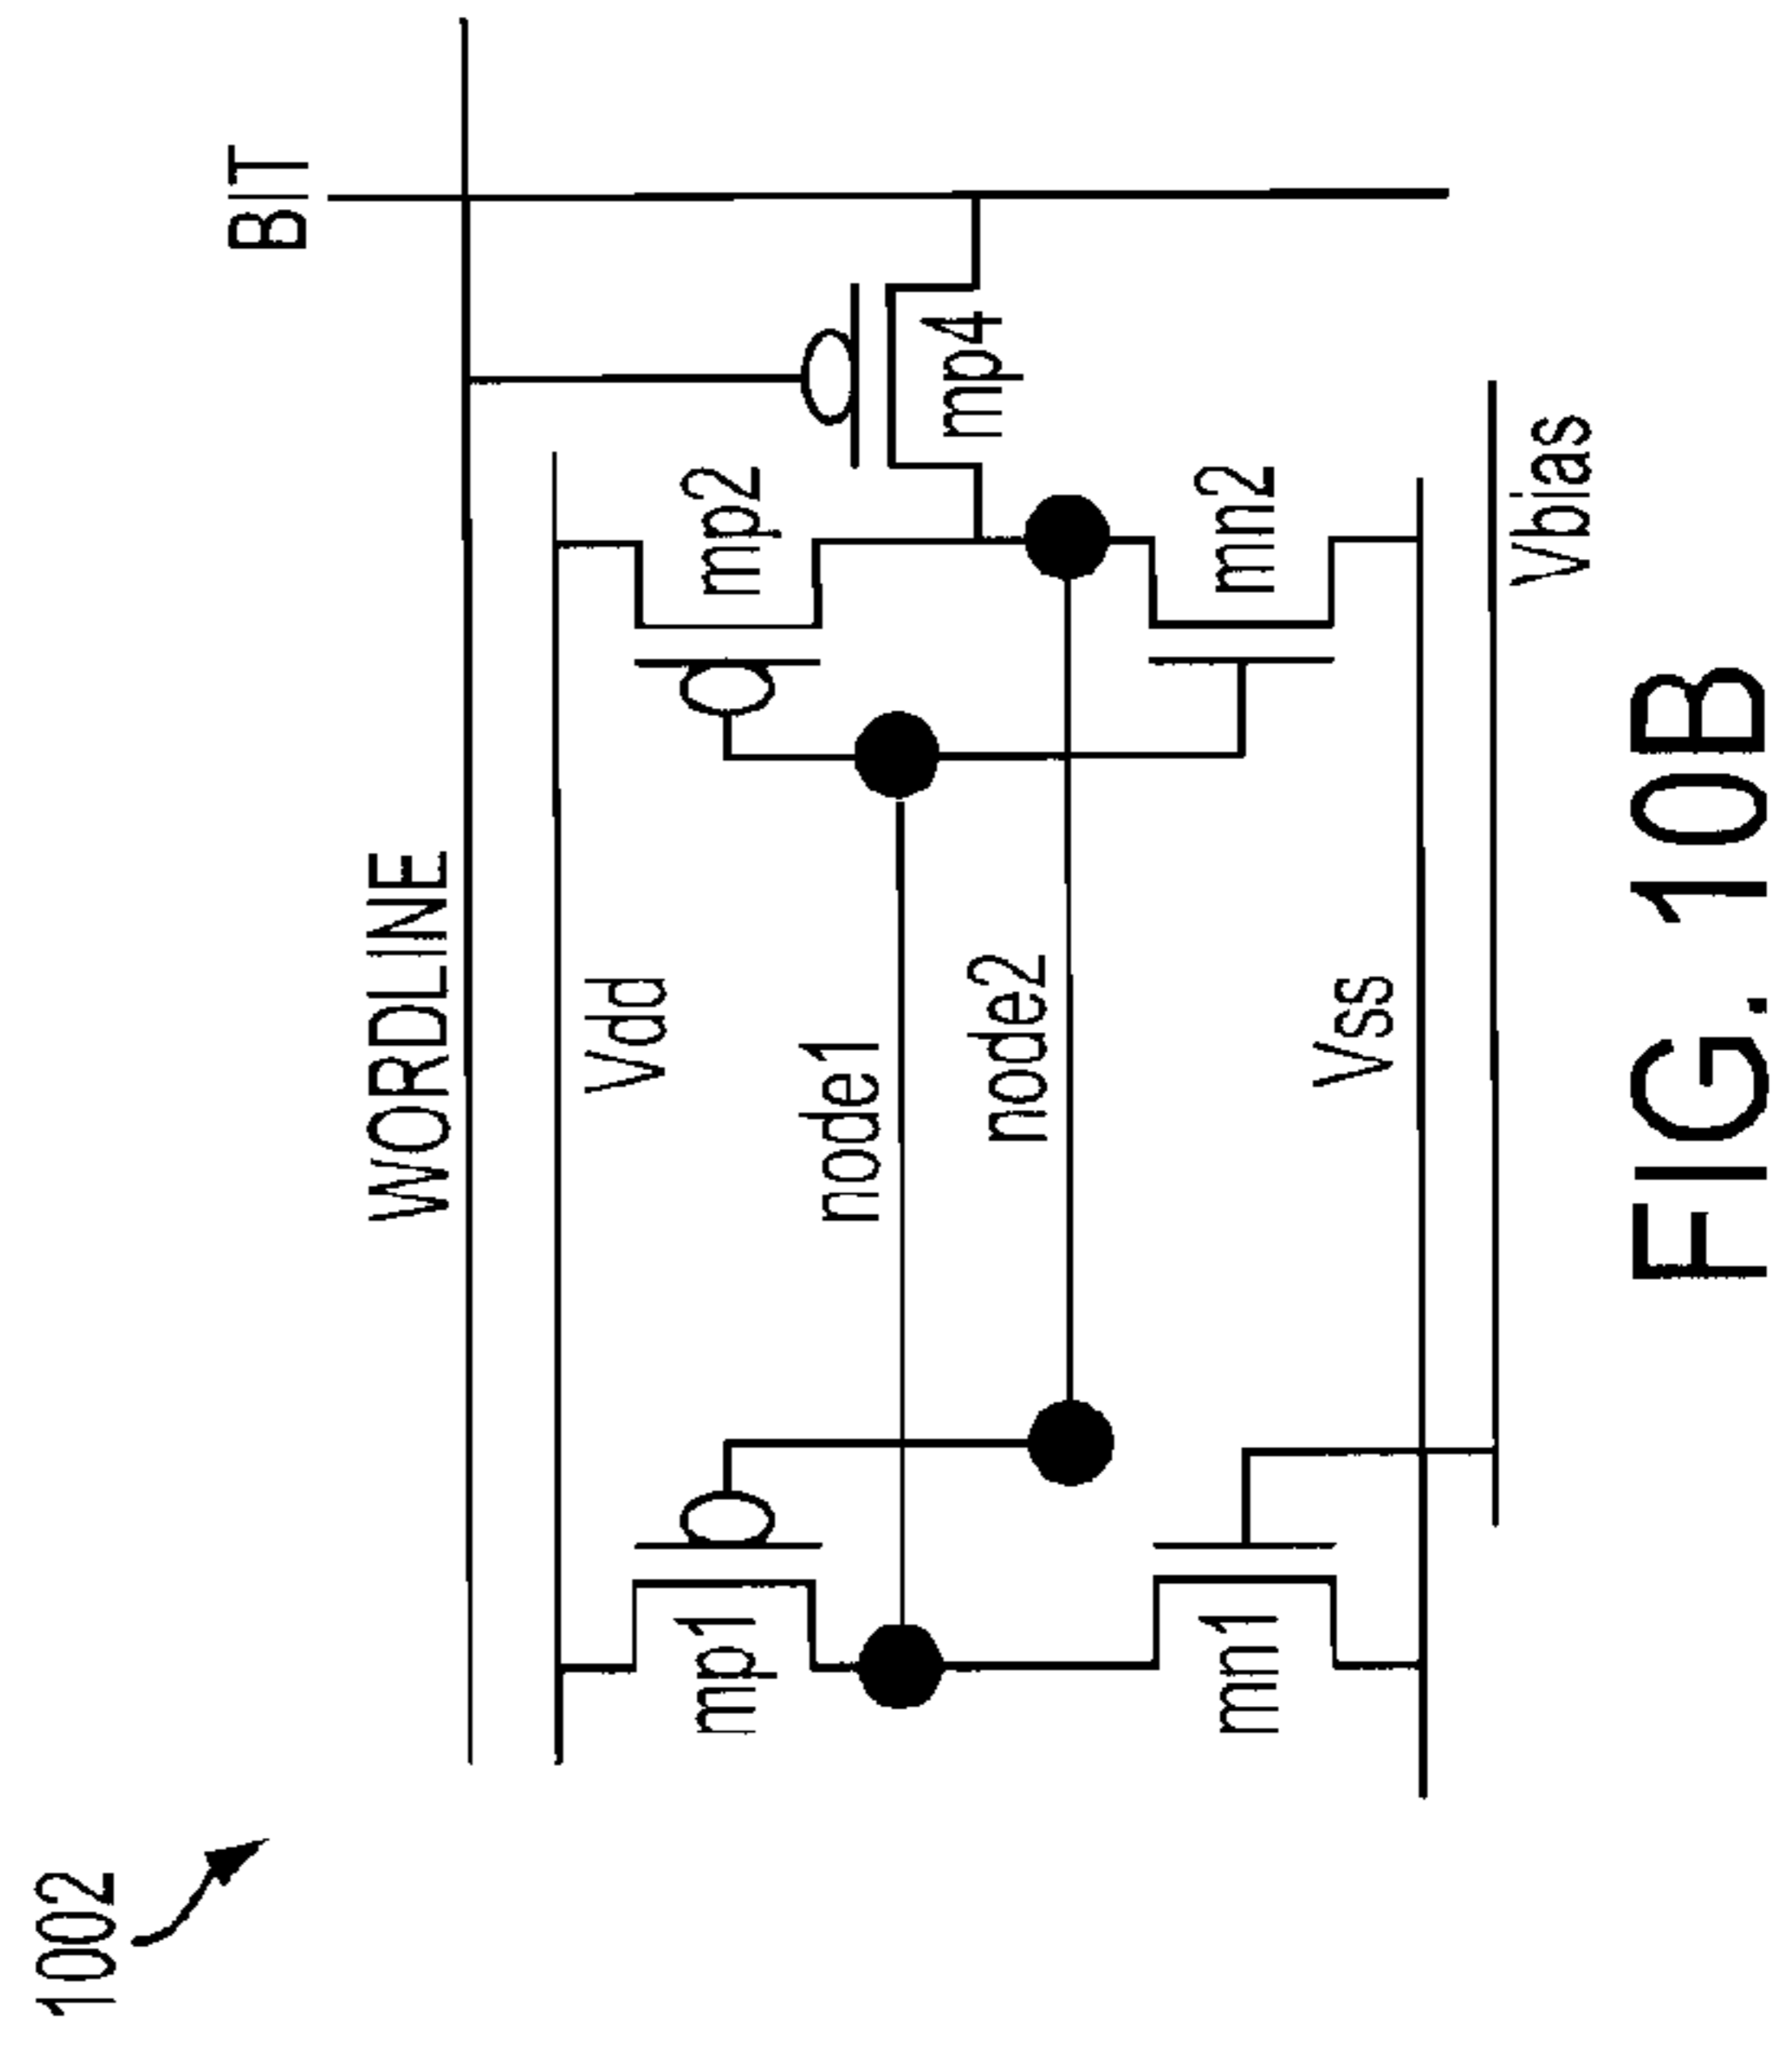 1002
WORDLINE
BIT
Vdd
mp1
mp2
node1
mp4
node2
mn1
mn2
Vss
Vbias
FIG. 10B